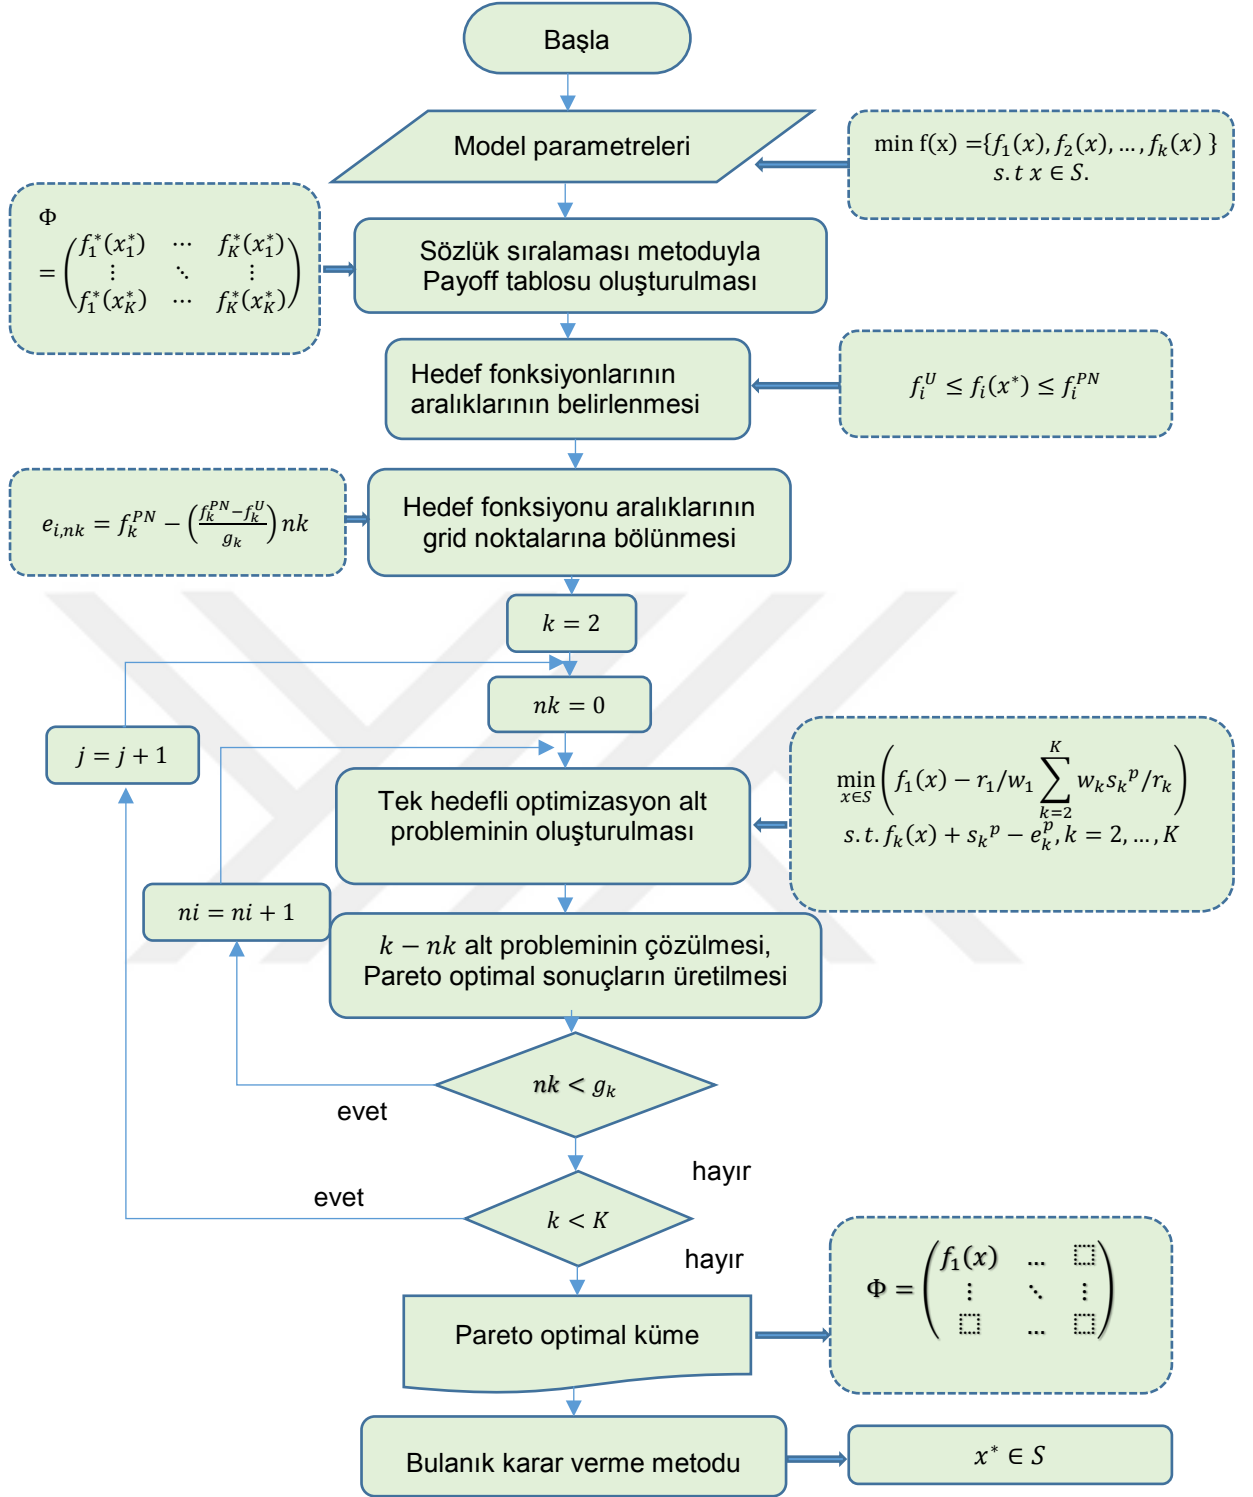 Başla
Model parametreleri
min f(x) ={f₁(x), f₂(x), … , fₖ(x) }
s. t x ∈ S.
Φ
= ( f₁*(x₁*) ⋯ f_K*(x₁*)
⋮ ⋱ ⋮
f₁*(x_K*) ⋯ f_K*(x_K*) )
Sözlük sıralaması metoduyla
Payoff tablosu oluşturulması
Hedef fonksiyonlarının
aralıklarının belirlenmesi
f_i^U ≤ f_i(x*) ≤ f_i^PN
e_{i,nk} = f_k^PN − ((f_k^PN − f_k^U)/g_k) nk
Hedef fonksiyonu aralıklarının
grid noktalarına bölünmesi
k = 2
nk = 0
j = j + 1
Tek hedefli optimizasyon alt
probleminin oluşturulması
min_{x∈S} ( f₁(x) − r₁/w₁ ∑_{k=2}^{K} w_k s_k^p/r_k )
s. t. f_k(x) + s_k^p − e_k^p, k = 2, … , K
ni = ni + 1
k − nk alt probleminin çözülmesi,
Pareto optimal sonuçların üretilmesi
nk < g_k
evet
hayır
k < K
evet
hayır
Pareto optimal küme
Φ = ( f₁(x) … ⬚
⋮ ⋱ ⋮
⬚ … ⬚ )
Bulanık karar verme metodu
x* ∈ S